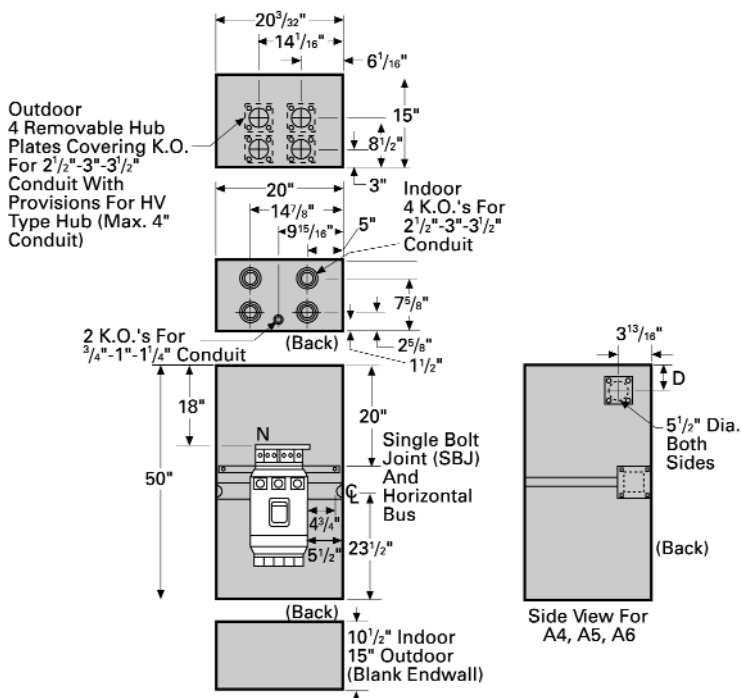 20 3/32"
14 1/16"
6 1/16"
15"
8 1/2"
3"
Outdoor
4 Removable Hub
Plates Covering K.O.
For 2 1/2"-3"-3 1/2"
Conduit With
Provisions For HV
Type Hub (Max. 4"
Conduit)
20"
14 7/8"
9 15/16"
5"
Indoor
4 K.O.'s For
2 1/2"-3"-3 1/2"
Conduit
7 5/8"
2 5/8"
1 1/2"
2 K.O.'s For
3/4"-1"-1 1/4" Conduit
(Back)
18"
N
50"
20"
Single Bolt
Joint (SBJ)
And
Horizontal
Bus
CL
4 3/4"
5 1/2"
23 1/2"
(Back)
10 1/2" Indoor
15" Outdoor
(Blank Endwall)
3 13/16"
D
5 1/2" Dia.
Both
Sides
(Back)
Side View For
A4, A5, A6